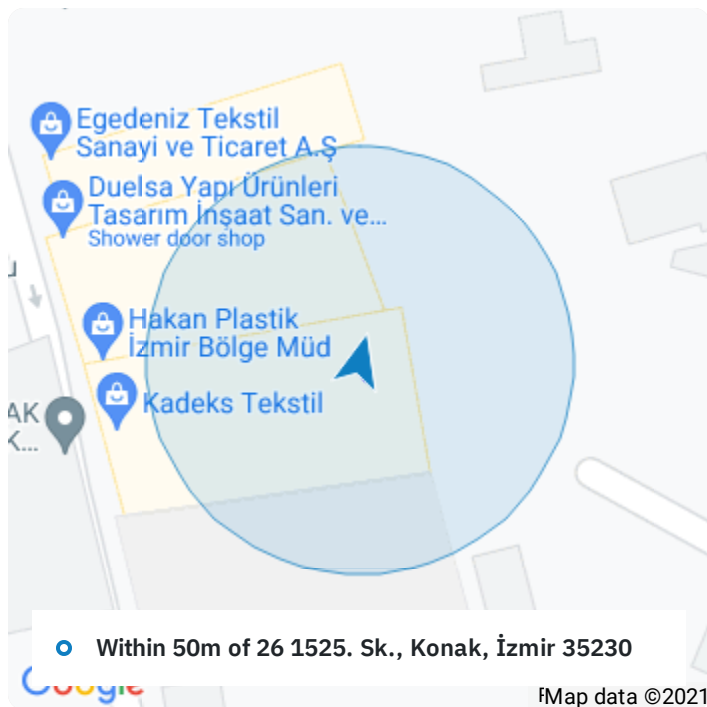 Egedeniz Tekstil
Sanayi ve Ticaret A.Ş
Duelsa Yapı Ürünleri
Tasarım İnşaat San. ve...
Shower door shop
Hakan Plastik
İzmir Bölge Müd
AK
K...
Kadeks Tekstil
Within 50m of 26 1525. Sk., Konak, İzmir 35230
Google
Map data ©2021